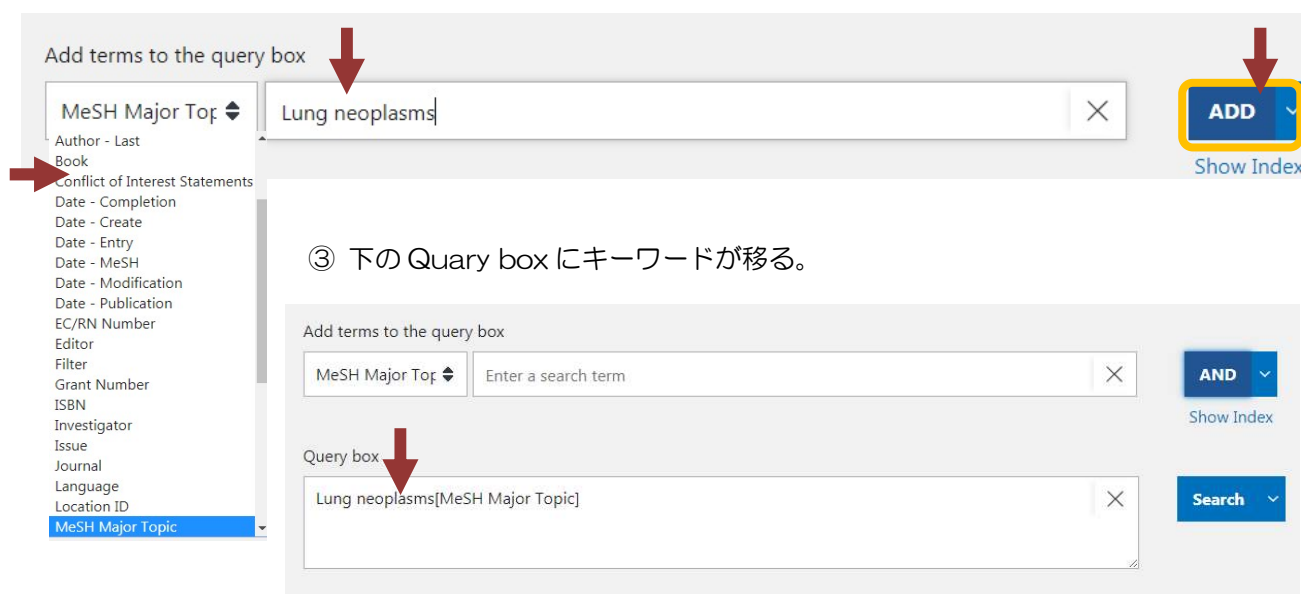 Add terms to the query box
MeSH Major Top
Lung neoplasms
ADD
Show Index
Author - Last
Book
Conflict of Interest Statements
Date - Completion
Date - Create
Date - Entry
Date - MeSH
Date - Modification
Date - Publication
EC/RN Number
Editor
Filter
Grant Number
ISBN
Investigator
Issue
Journal
Language
Location ID
MeSH Major Topic
③ 下の Quary box にキーワードが移る。
Add terms to the query box
MeSH Major Top
Enter a search term
AND
Show Index
Query box
Lung neoplasms[MeSH Major Topic]
Search